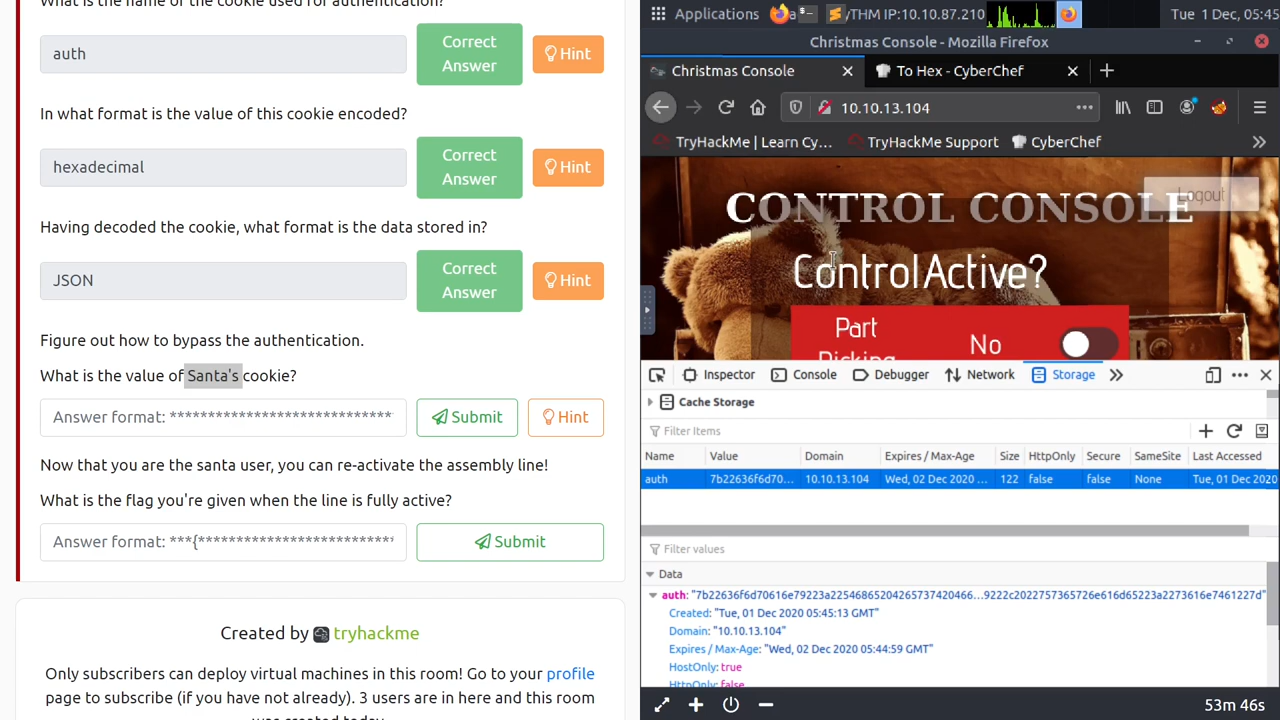 What is the name of the cookie used for authentication?
auth
Correct
Answer
Hint
In what format is the value of this cookie encoded?
hexadecimal
Correct
Answer
Hint
Having decoded the cookie, what format is the data stored in?
JSON
Correct
Answer
Hint
Figure out how to bypass the authentication.
What is the value of Santa's cookie?
Answer format: *****************************
Submit
Hint
Now that you are the santa user, you can re-activate the assembly line!
What is the flag you're given when the line is fully active?
Answer format: ***{**************************
Submit
Created by tryhackme
Only subscribers can deploy virtual machines in this room! Go to your profile
page to subscribe (if you have not already). 3 users are in here and this room
was created today
Applications
YTHM IP:10.10.87.210
Tue 1 Dec, 05:45
Christmas Console - Mozilla Firefox
Christmas Console
To Hex - CyberChef
10.10.13.104
TryHackMe | Learn Cy…
TryHackMe Support
CyberChef
CONTROL CONSOLE
Logout
Control Active?
Part
Picking
No
Inspector
Console
Debugger
Network
Storage
Cache Storage
Filter Items
Name Value Domain Expires / Max-Age Size HttpOnly Secure SameSite Last Accessed
auth 7b22636f6d70... 10.10.13.104 Wed, 02 Dec 2020 ... 122 false false None Tue, 01 Dec 2020
Filter values
Data
auth: "7b22636f6d70616e79223a22546865204265737420466…9222c2022757365726e616d65223a2273616e7461227d"
Created: "Tue, 01 Dec 2020 05:45:13 GMT"
Domain: "10.10.13.104"
Expires / Max-Age: "Wed, 02 Dec 2020 05:44:59 GMT"
HostOnly: true
HttpOnly: false
53m 46s